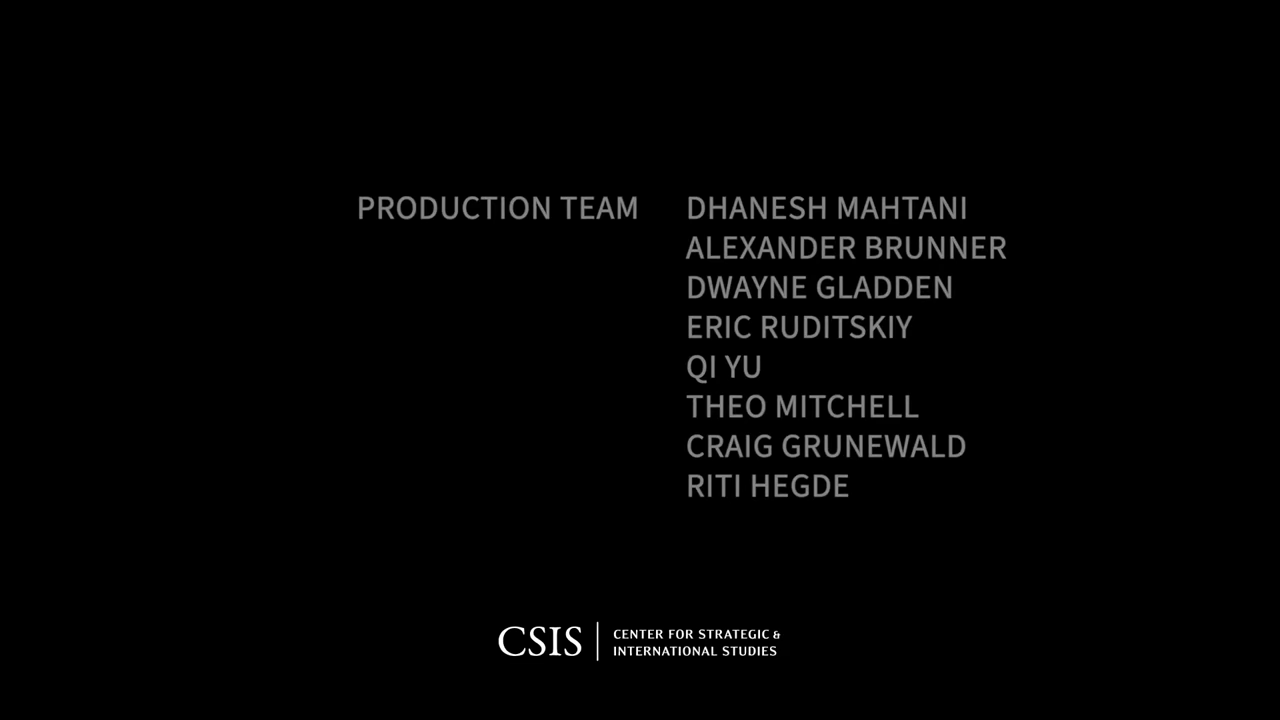 PRODUCTION TEAM DHANESH MAHTANI
ALEXANDER BRUNNER
DWAYNE GLADDEN
ERIC RUDITSKIY
QI YU
THEO MITCHELL
CRAIG GRUNEWALD
RITI HEGDE
CSIS CENTER FOR STRATEGIC &
INTERNATIONAL STUDIES